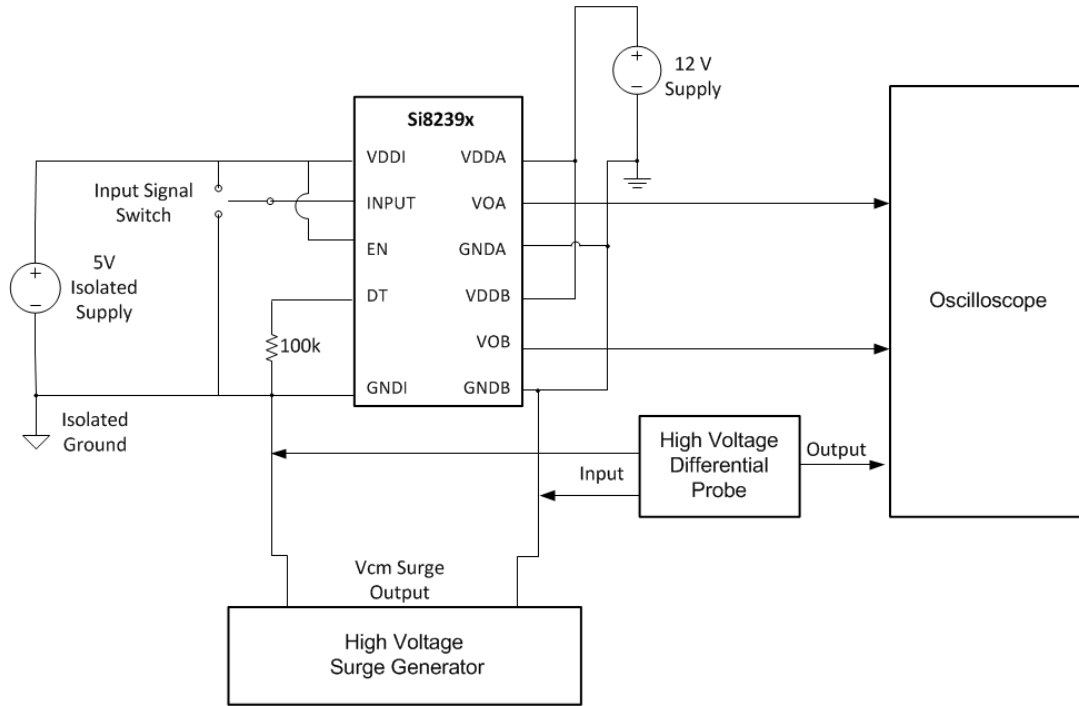 12 V
Supply
Si8239x
VDDI
VDDA
Input Signal
Switch
INPUT
VOA
EN
GNDA
5V
Isolated
Supply
+
−
+
−
DT
VDDB
Oscilloscope
100k
VOB
GNDI
GNDB
Isolated
Ground
High Voltage
Differential
Probe
Input
Output
Vcm Surge
Output
High Voltage
Surge Generator